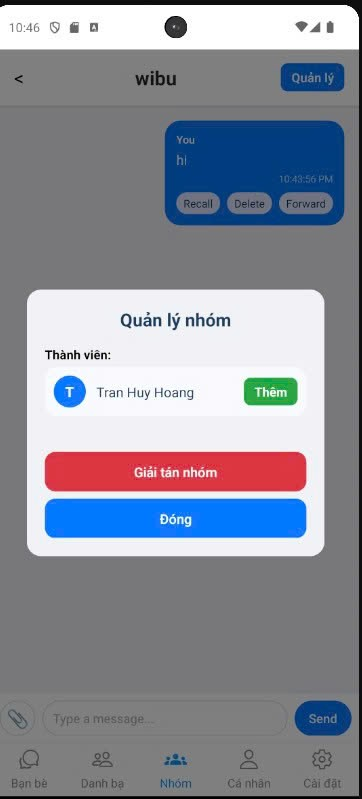 10:46
< wibu Quản lý
You
hi
10:43:56 PM
Recall Delete Forward
Quản lý nhóm
Thành viên:
T Tran Huy Hoang Thêm
Giải tán nhóm
Đóng
Type a message... Send
Bạn bè Danh bạ Nhóm Cá nhân Cài đặt